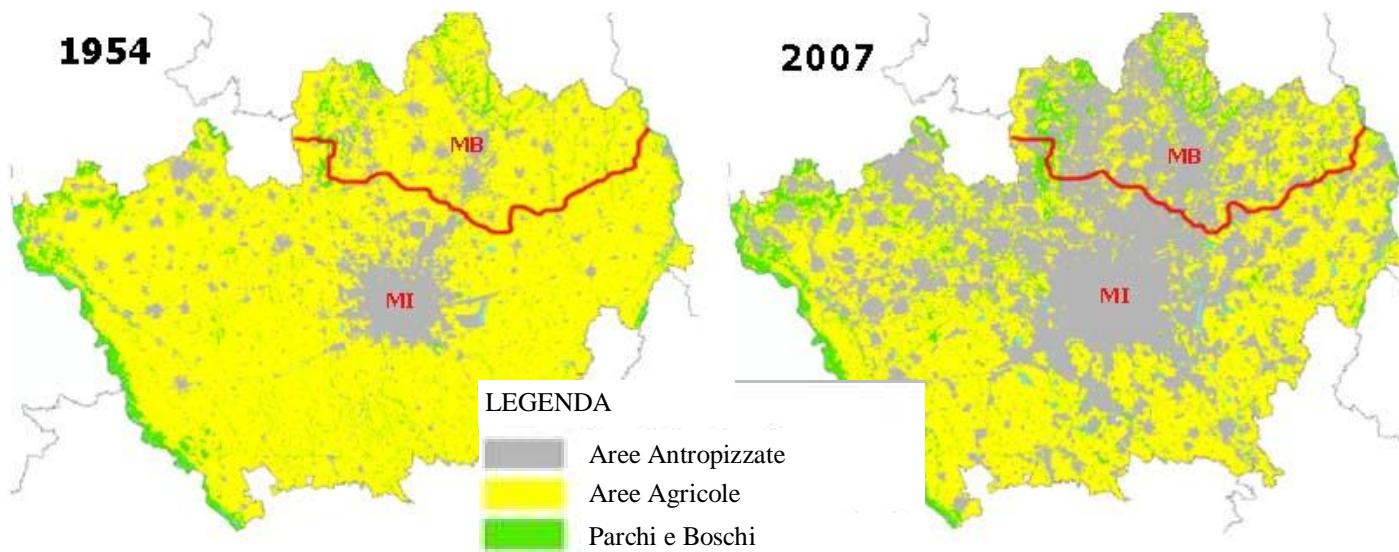 1954
2007
MB
MB
MI
MI
LEGENDA
Aree Antropizzate
Aree Agricole
Parchi e Boschi